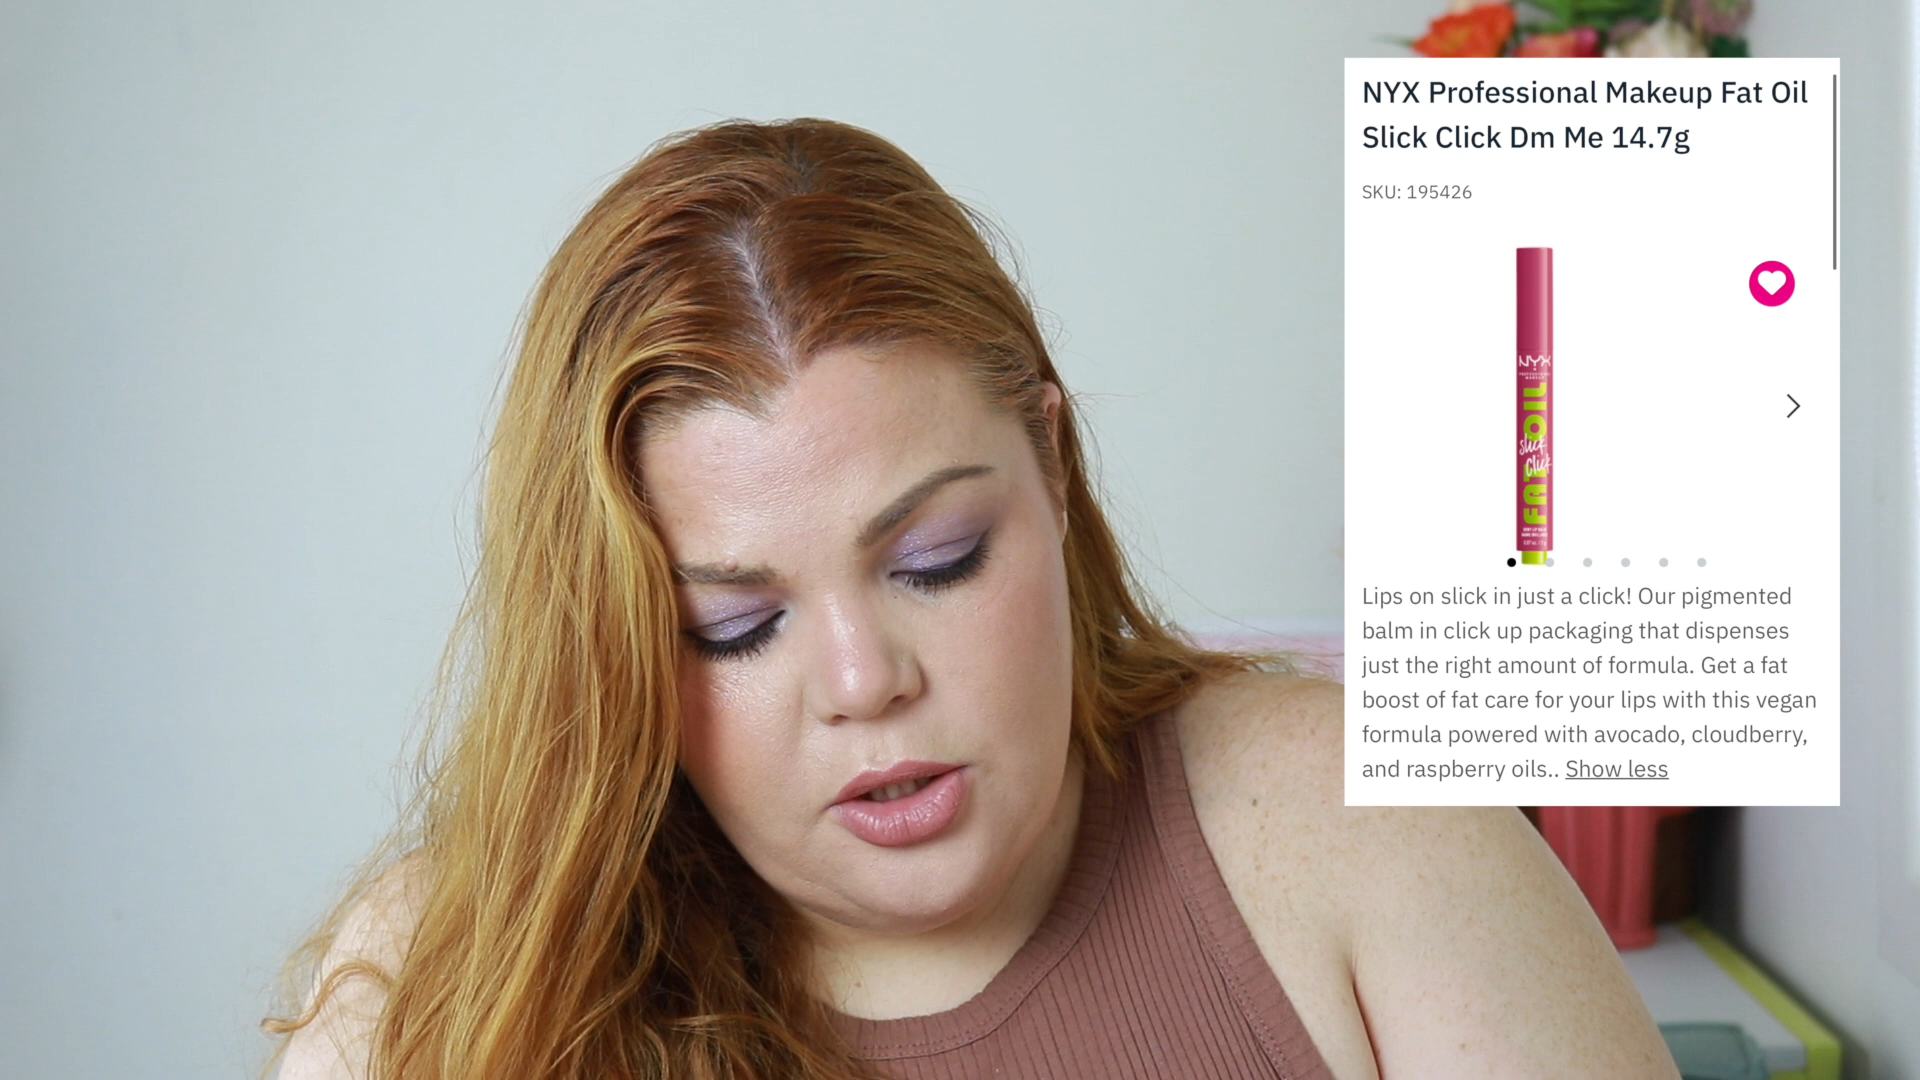 NYX Professional Makeup Fat Oil
Slick Click Dm Me 14.7g
SKU: 195426
NYX
PROFESSIONAL MAKEUP
FAT OIL
slick
click
Lips on slick in just a click! Our pigmented
balm in click up packaging that dispenses
just the right amount of formula. Get a fat
boost of fat care for your lips with this vegan
formula powered with avocado, cloudberry,
and raspberry oils.. Show less